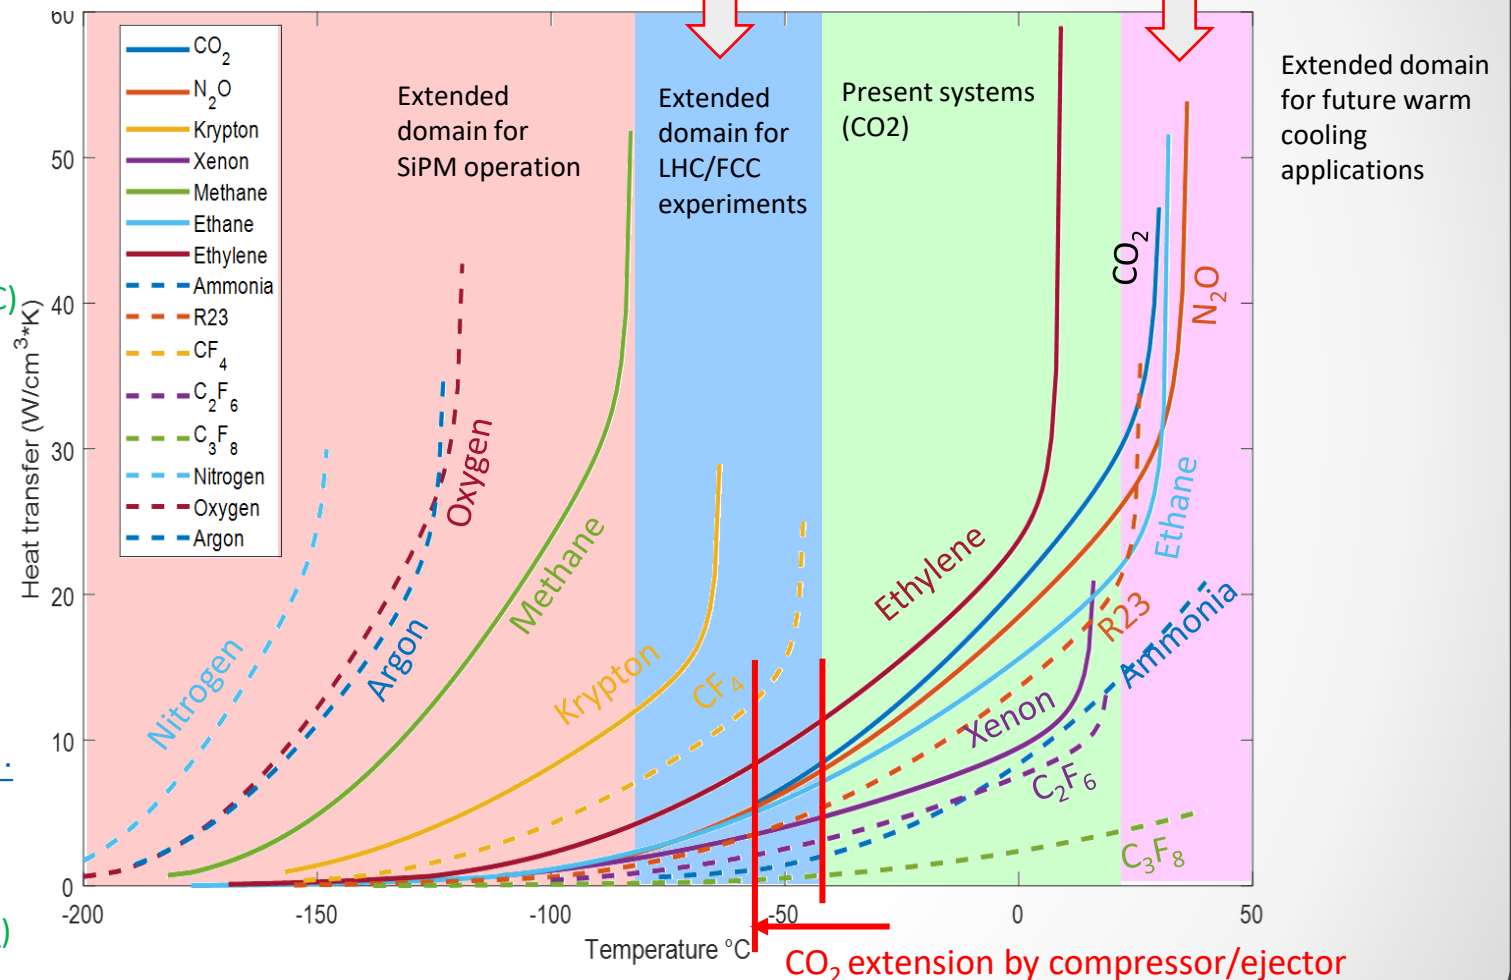 60
50
40
30
20
10
0
-200
-150
-100
-50
0
50
Heat transfer (W/cm³*K)
Temperature °C
CO₂
N₂O
Krypton
Xenon
Methane
Ethane
Ethylene
Ammonia
R23
CF₄
C₂F₆
C₃F₈
Nitrogen
Oxygen
Argon
Extended
domain for
SiPM operation
Extended
domain for
LHC/FCC
experiments
Present systems
(CO2)
Extended domain
for future warm
cooling
applications
Nitrogen
Argon
Oxygen
Methane
Krypton
CF₄
Ethylene
CO₂
N₂O
Ethane
R23
Ammonia
Xenon
C₂F₆
C₃F₈
C)
.
)
CO₂ extension by compressor/ejector